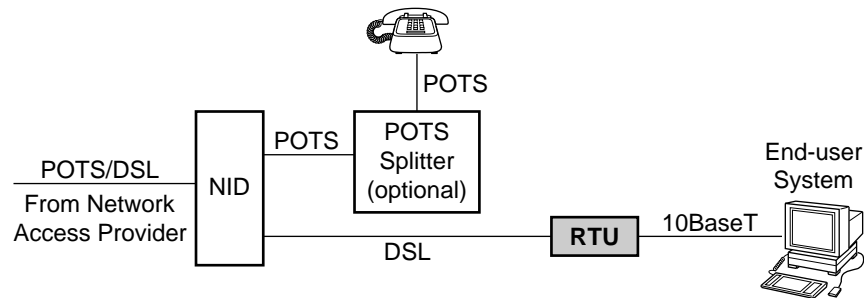 POTS
POTS/DSL
From Network
Access Provider
NID
POTS
POTS
Splitter
(optional)
DSL
RTU
10BaseT
End-user
System